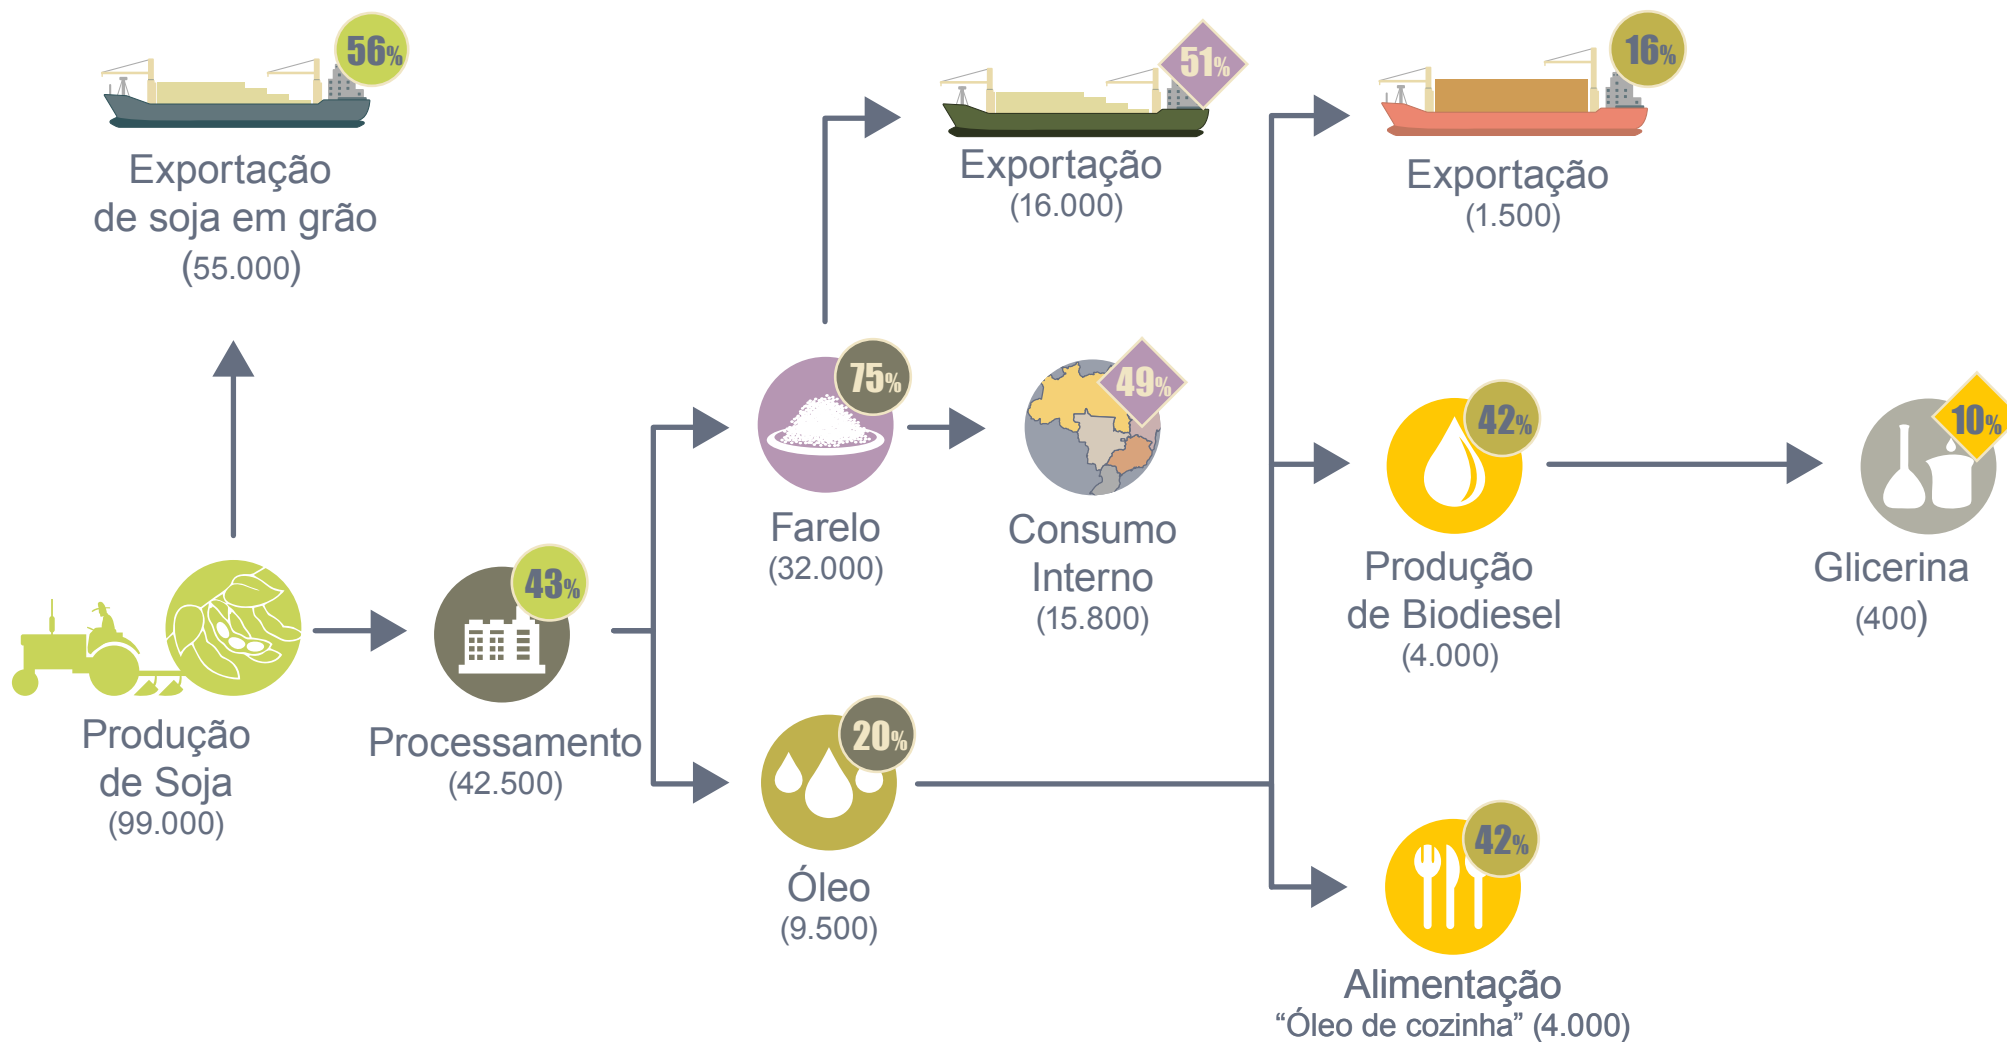 56%
Exportação
de soja em grão
(55.000)
51%
Exportação
(16.000)
16%
Exportação
(1.500)
75%
Farelo
(32.000)
49%
Consumo
Interno
(15.800)
42%
Produção
de Biodiesel
(4.000)
10%
Glicerina
(400)
Produção
de Soja
(99.000)
43%
Processamento
(42.500)
20%
Óleo
(9.500)
42%
Alimentação
“Óleo de cozinha” (4.000)